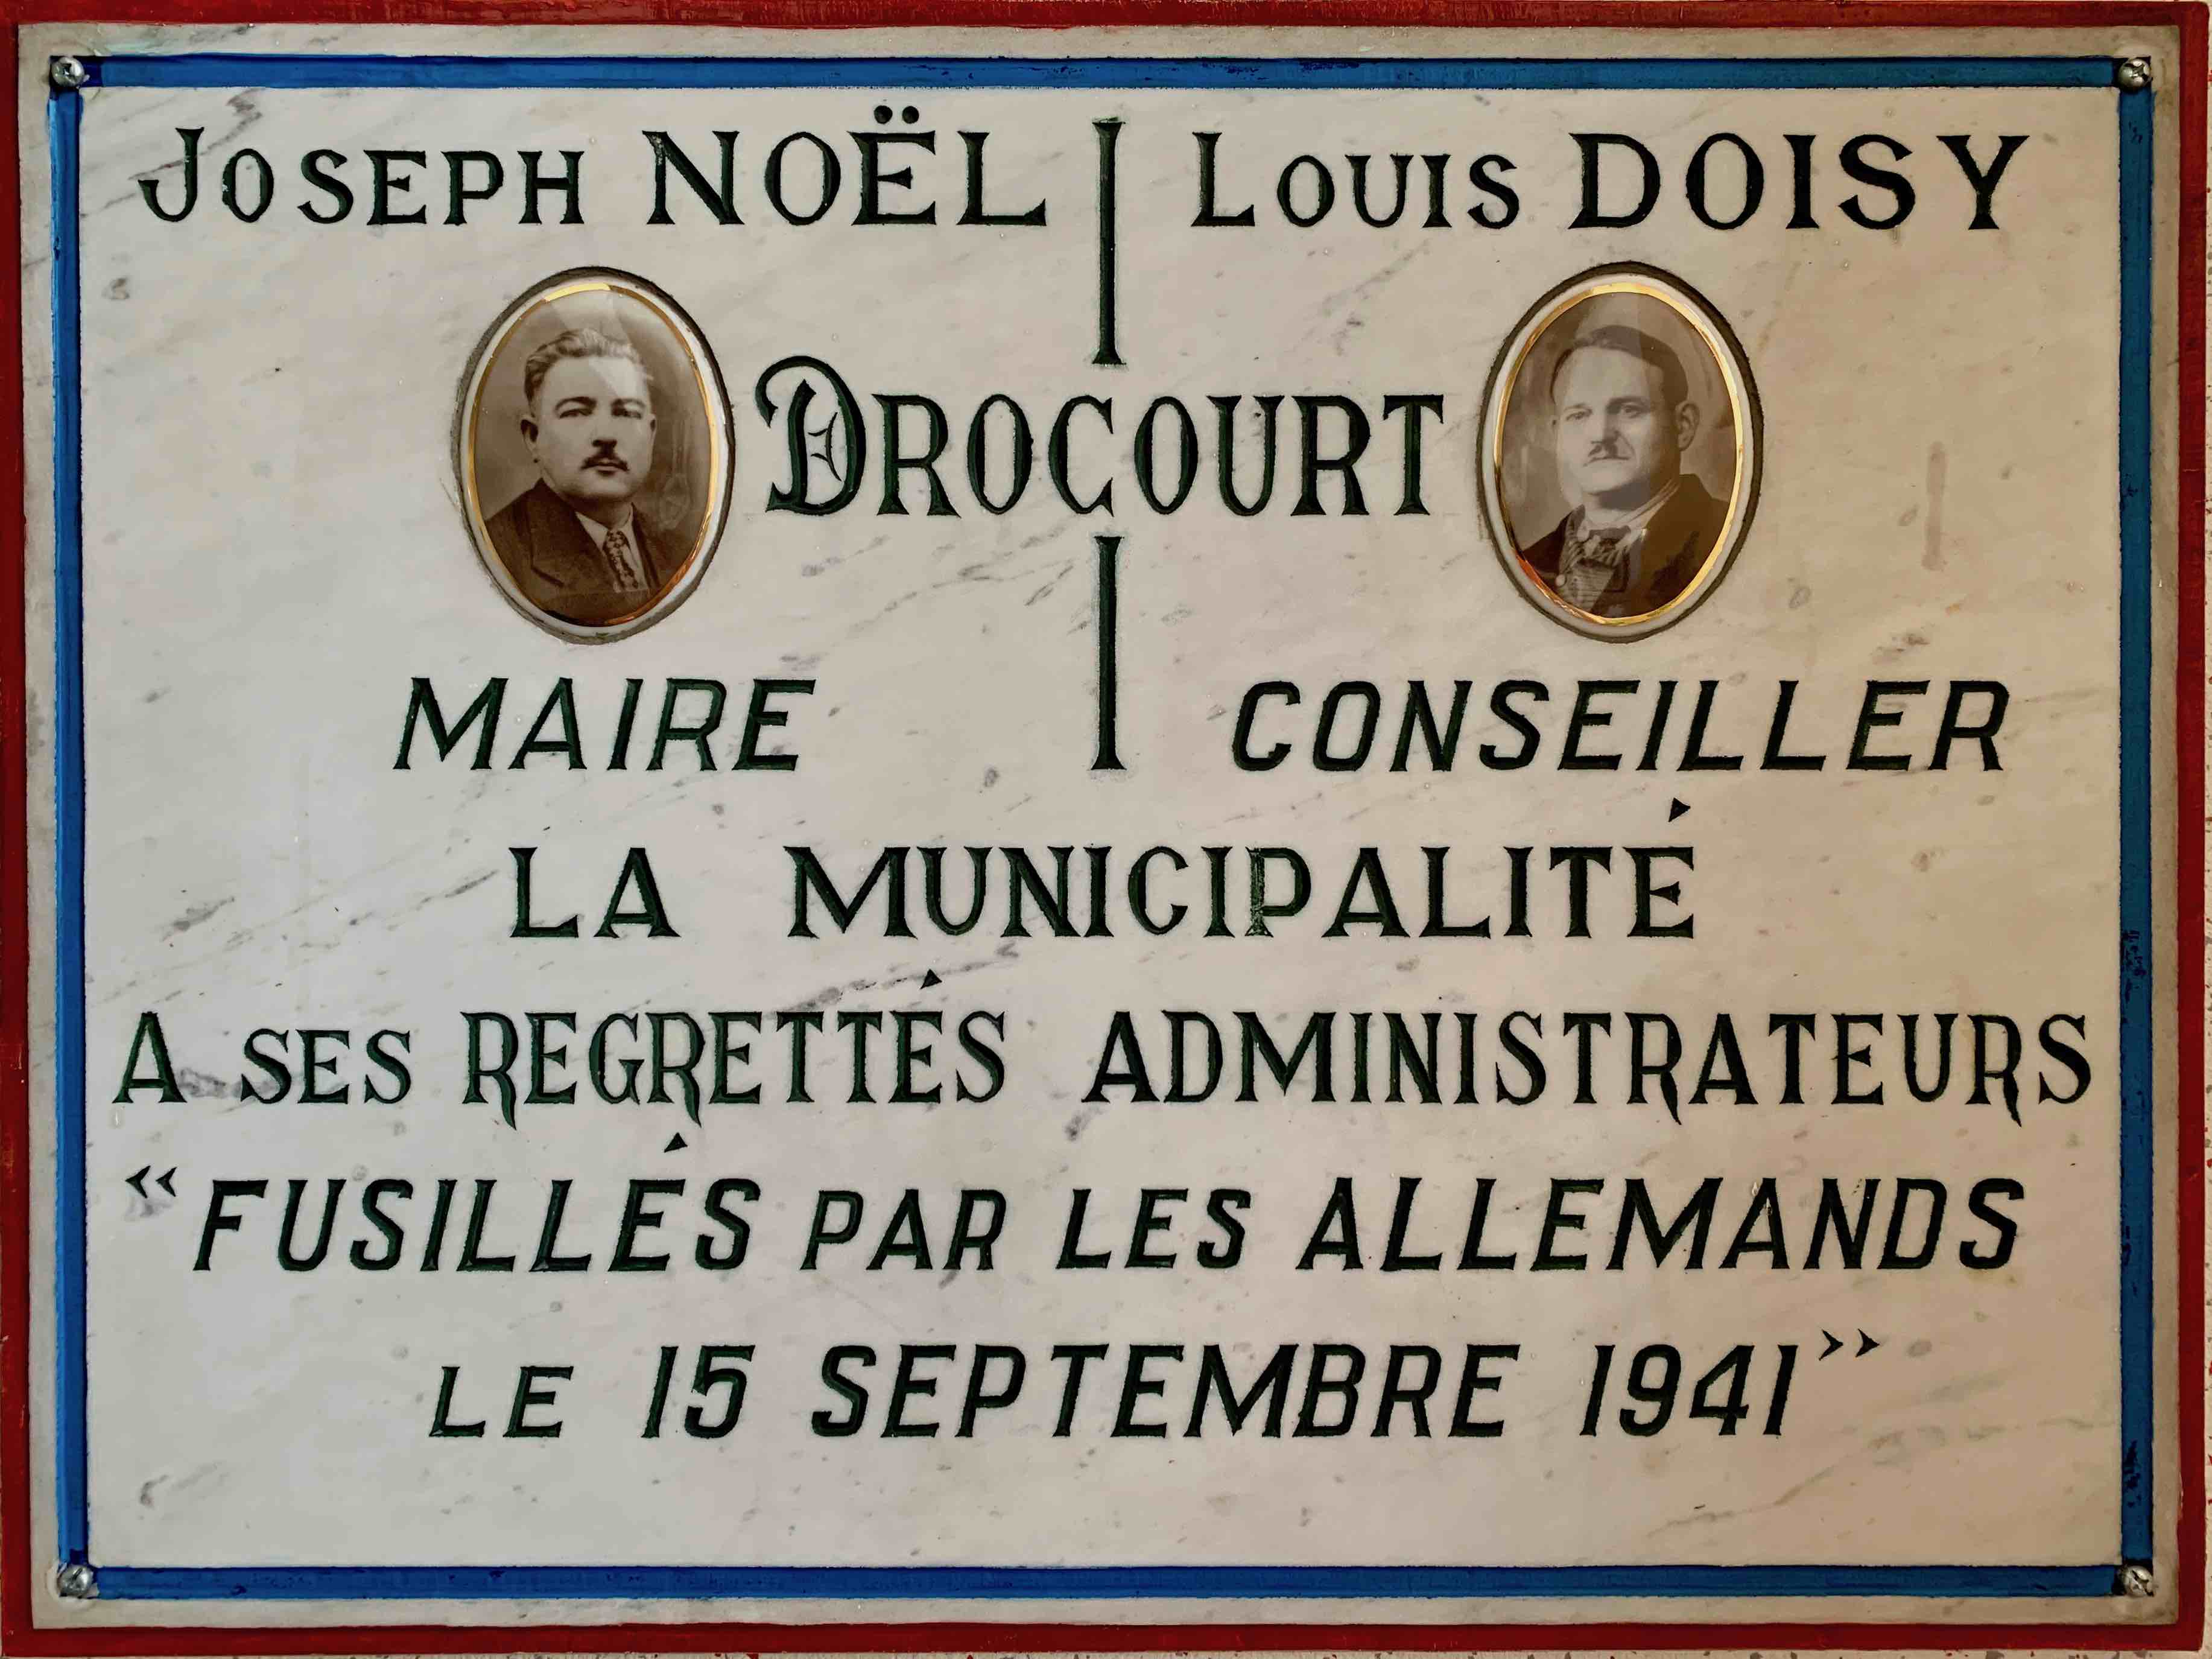 JOSEPH NOËL | LOUIS DOISY
DROCOURT
MAIRE | CONSEILLER
LA MUNICIPALITÉ
A SES REGRETTÉS ADMINISTRATEURS
« FUSILLÉS PAR LES ALLEMANDS
LE 15 SEPTEMBRE 1941 »